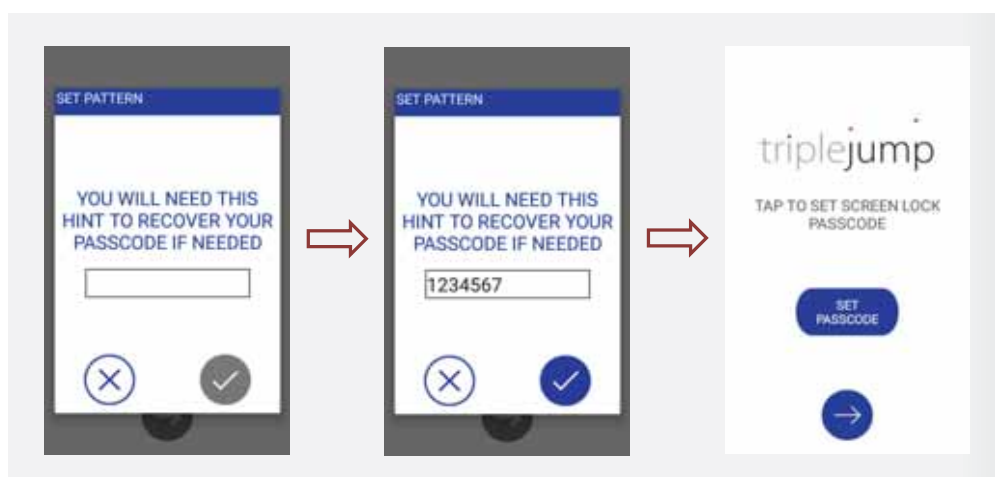 SET PATTERN
YOU WILL NEED THIS
HINT TO RECOVER YOUR
PASSCODE IF NEEDED
SET PATTERN
YOU WILL NEED THIS
HINT TO RECOVER YOUR
PASSCODE IF NEEDED
1234567
triplejump
TAP TO SET SCREEN LOCK
PASSCODE
SET
PASSCODE